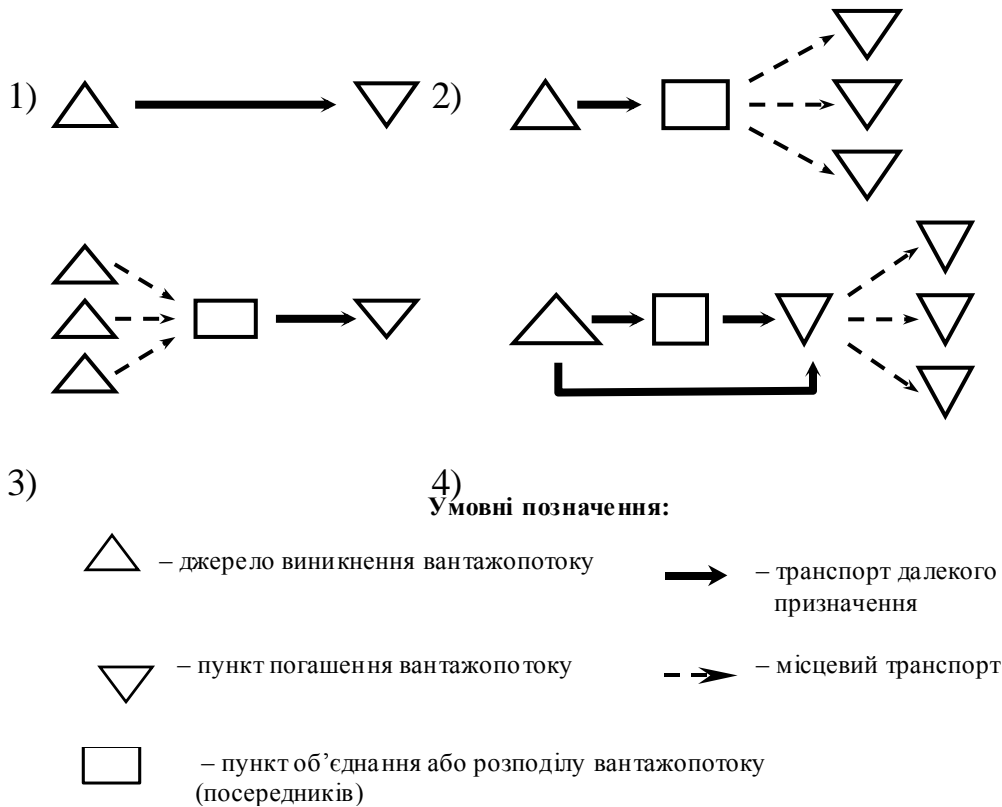 1)
2)
3)
4)
Умовні позначення:
– джерело виникнення вантажопотоку
– транспорт далекого
призначення
– пункт погашення вантажопотоку
– місцевий транспорт
– пункт об’єднання або розподілу вантажопотоку
(посередників)